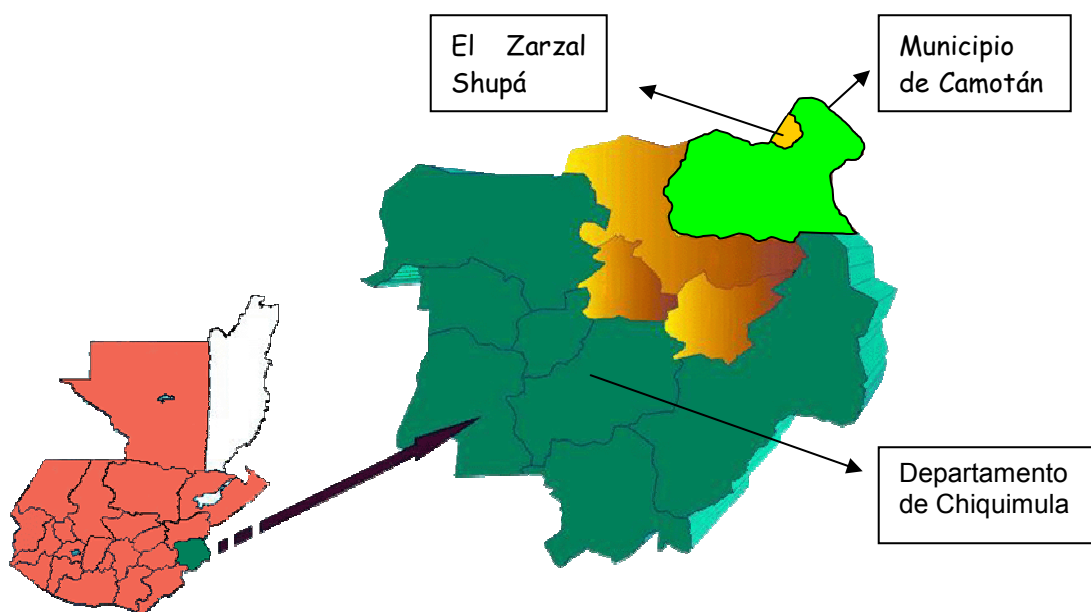 El Zarzal
Shupá
Municipio
de Camotán
Departamento
de Chiquimula